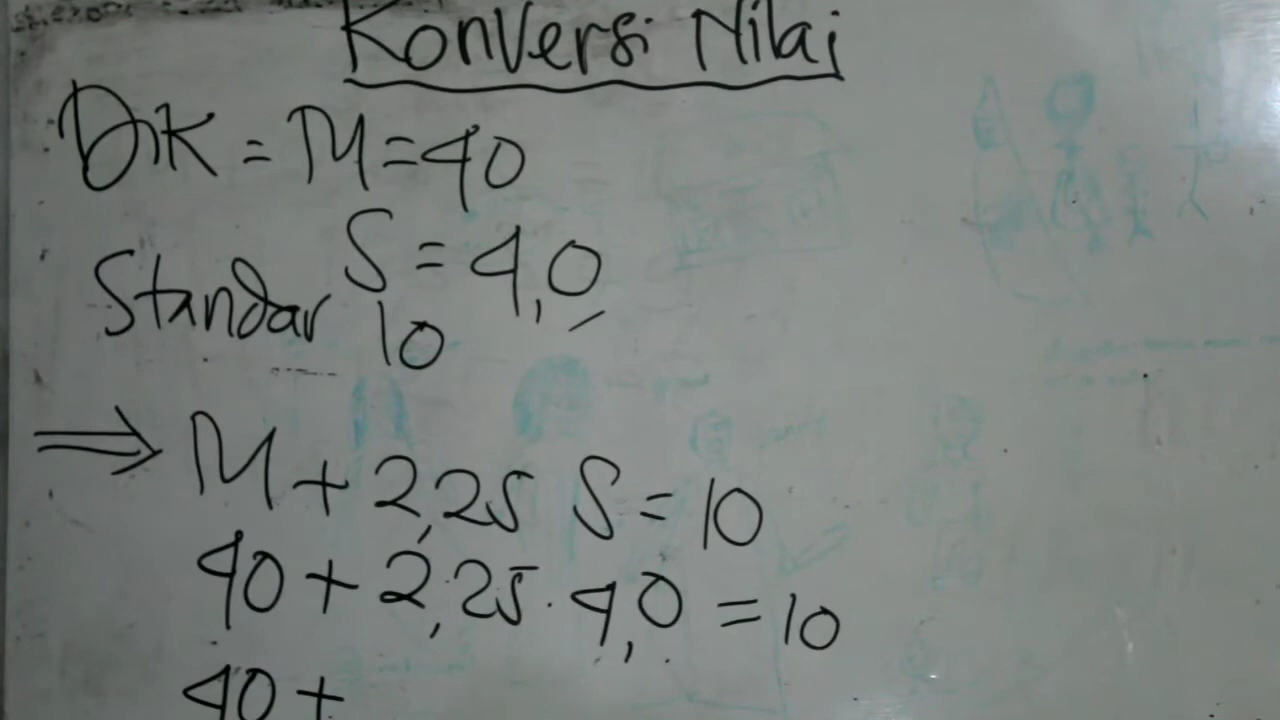 Konversi Nilai
Dik = M = 40
S = 4,0
Standar 10
⇒ M + 2,25 S = 10
40 + 2,25 . 4,0 = 10
40 +